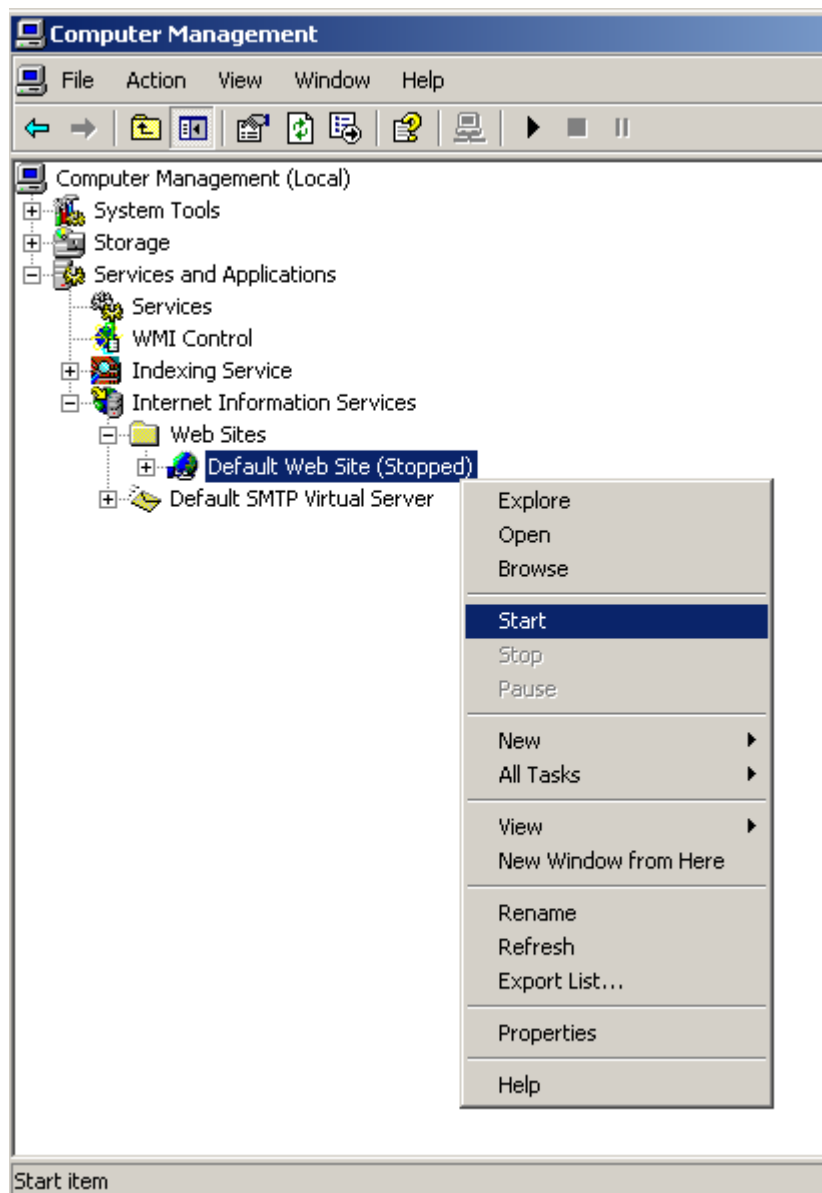 Computer Management
File Action View Window Help
Computer Management (Local)
System Tools
Storage
Services and Applications
Services
WMI Control
Indexing Service
Internet Information Services
Web Sites
Default Web Site (Stopped)
Default SMTP Virtual Server
Explore
Open
Browse
Start
Stop
Pause
New
All Tasks
View
New Window from Here
Rename
Refresh
Export List...
Properties
Help
Start item